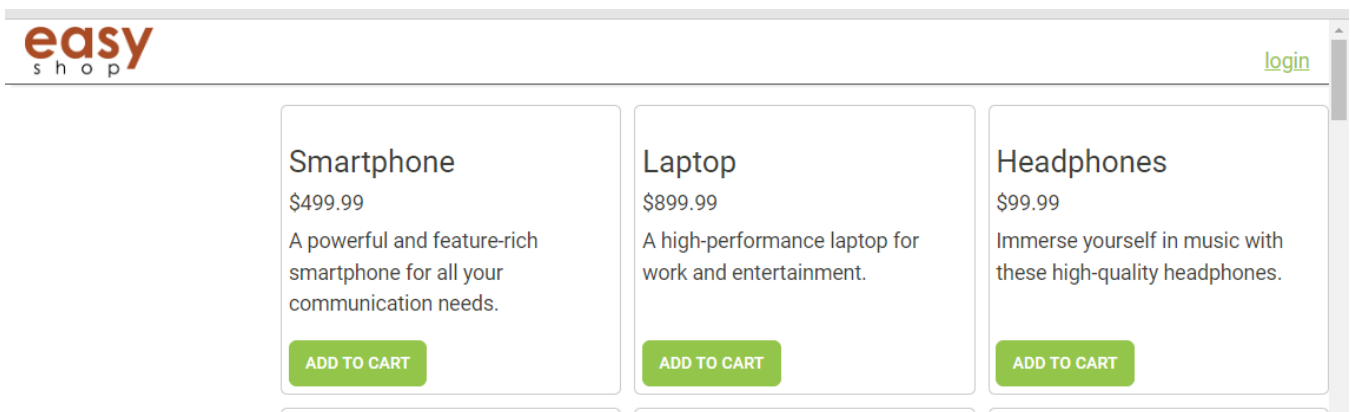 easy
shop
login
Smartphone
$499.99
A powerful and feature-rich
smartphone for all your
communication needs.
ADD TO CART
Laptop
$899.99
A high-performance laptop for
work and entertainment.
ADD TO CART
Headphones
$99.99
Immerse yourself in music with
these high-quality headphones.
ADD TO CART